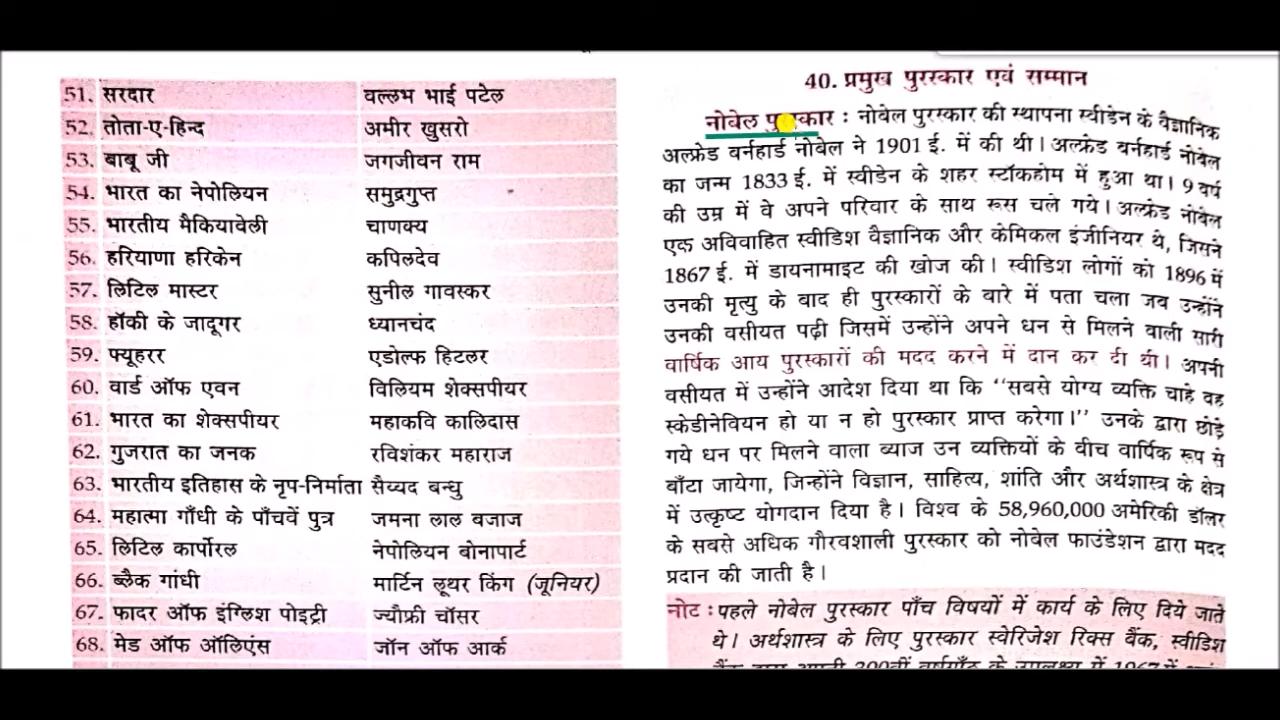 51. सरदार वल्लभ भाई पटेल
52. तोता-ए-हिन्द अमीर खुसरो
53. बाबू जी जगजीवन राम
54. भारत का नेपोलियन समुद्रगुप्त
55. भारतीय मैकियावेली चाणक्य
56. हरियाणा हरिकेन कपिलदेव
57. लिटिल मास्टर सुनील गावस्कर
58. हॉकी के जादूगर ध्यानचंद
59. फ्यूहरर एडोल्फ हिटलर
60. वार्ड ऑफ एवन विलियम शेक्सपीयर
61. भारत का शेक्सपीयर महाकवि कालिदास
62. गुजरात का जनक रविशंकर महाराज
63. भारतीय इतिहास के नृप-निर्माता सैय्यद बन्धु
64. महात्मा गाँधी के पाँचवें पुत्र जमना लाल बजाज
65. लिटिल कार्पोरल नेपोलियन बोनापार्ट
66. ब्लैक गांधी मार्टिन लूथर किंग (जूनियर)
67. फादर ऑफ इंग्लिश पोइट्री ज्यौफ्री चॉसर
68. मेड ऑफ ऑलिएंस जॉन ऑफ आर्क
40. प्रमुख पुरस्कार एवं सम्मान
नोबेल पुरस्कार : नोबेल पुरस्कार की स्थापना स्वीडेन के वैज्ञानिक
अल्फ्रेड वर्नहार्ड नोबेल ने 1901 ई. में की थी। अल्फ्रेड वर्नहार्ड नोबेल
का जन्म 1833 ई. में स्वीडेन के शहर स्टॉकहोम में हुआ था। 9 वर्ष
की उम्र में वे अपने परिवार के साथ रूस चले गये। अल्फ्रेड नोबेल
एक अविवाहित स्वीडिश वैज्ञानिक और केमिकल इंजीनियर थे, जिसने
1867 ई. में डायनामाइट की खोज की। स्वीडिश लोगों को 1896 में
उनकी मृत्यु के बाद ही पुरस्कारों के बारे में पता चला जब उन्होंने
उनकी वसीयत पढ़ी जिसमें उन्होंने अपने धन से मिलने वाली सारी
वार्षिक आय पुरस्कारों की मदद करने में दान कर दी थी। अपनी
वसीयत में उन्होंने आदेश दिया था कि "सबसे योग्य व्यक्ति चाहे वह
स्केडीनेवियन हो या न हो पुरस्कार प्राप्त करेगा।" उनके द्वारा छोड़े
गये धन पर मिलने वाला ब्याज उन व्यक्तियों के बीच वार्षिक रूप से
बाँटा जायेगा, जिन्होंने विज्ञान, साहित्य, शांति और अर्थशास्त्र के क्षेत्र
में उत्कृष्ट योगदान दिया है। विश्व के 58,960,000 अमेरिकी डॉलर
के सबसे अधिक गौरवशाली पुरस्कार को नोबेल फाउंडेशन द्वारा मदद
प्रदान की जाती है।
नोट : पहले नोबेल पुरस्कार पाँच विषयों में कार्य के लिए दिये जाते
थे। अर्थशास्त्र के लिए पुरस्कार स्वेरिजेश रिक्स बैंक, स्वीडिश